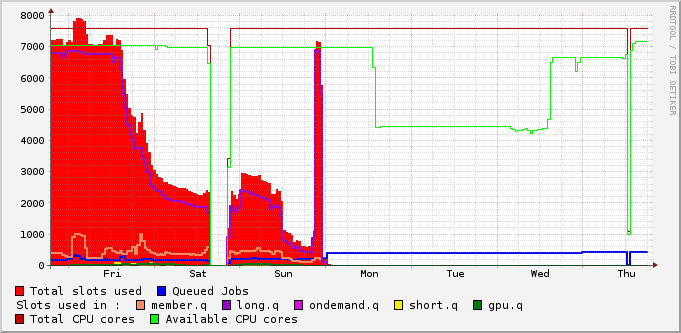 8000
7000
6000
5000
4000
3000
2000
1000
0
Fri Sat Sun Mon Tue Wed Thu
Total slots used Queued Jobs
Slots used in : member.q long.q ondemand.q short.q gpu.q
Total CPU cores Available CPU cores
RRDTOOL / TOBI OETIKER